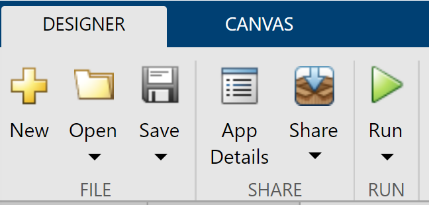 DESIGNER CANVAS
New Open Save App Details Share Run
FILE SHARE RUN